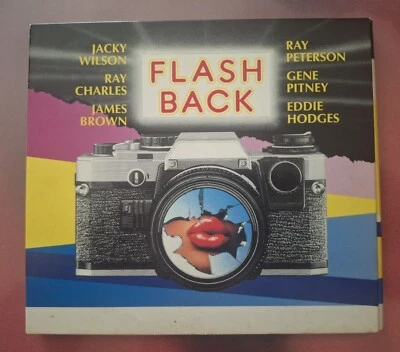 JACKY
WILSON
RAY
CHARLES
JAMES
BROWN
FLASH
BACK
RAY
PETERSON
GENE
PITNEY
EDDIE
HODGES